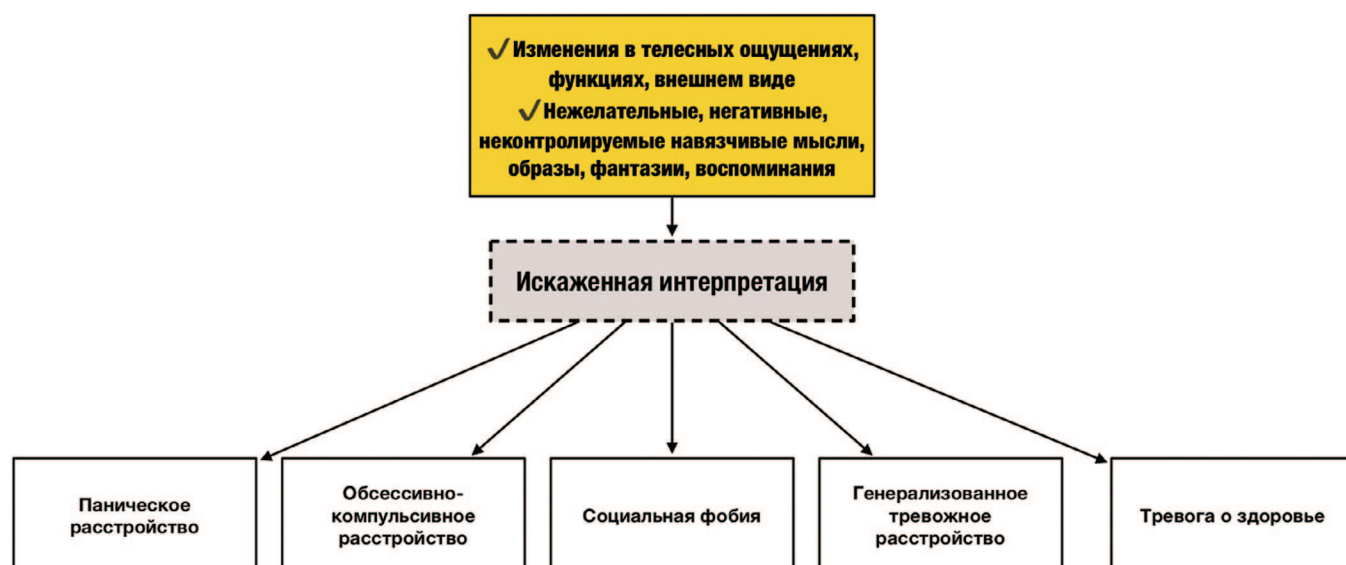 ✓Изменения в телесных ощущениях,
функциях, внешнем виде
✓Нежелательные, негативные,
неконтролируемые навязчивые мысли,
образы, фантазии, воспоминания
Искаженная интерпретация
Паническое
расстройство
Обсессивно-
компульсивное
расстройство
Социальная фобия
Генерализованное
тревожное
расстройство
Тревога о здоровье